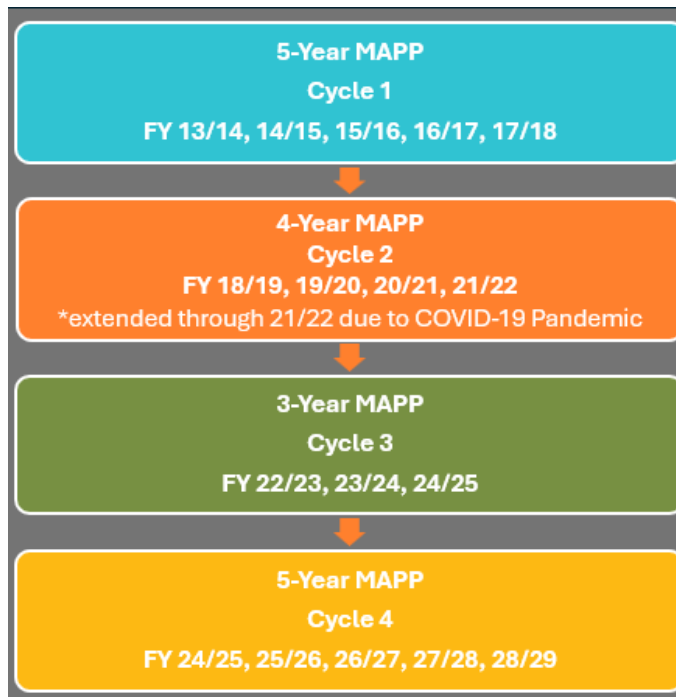 5-Year MAPP
Cycle 1
FY 13/14, 14/15, 15/16, 16/17, 17/18
4-Year MAPP
Cycle 2
FY 18/19, 19/20, 20/21, 21/22
*extended through 21/22 due to COVID-19 Pandemic
3-Year MAPP
Cycle 3
FY 22/23, 23/24, 24/25
5-Year MAPP
Cycle 4
FY 24/25, 25/26, 26/27, 27/28, 28/29